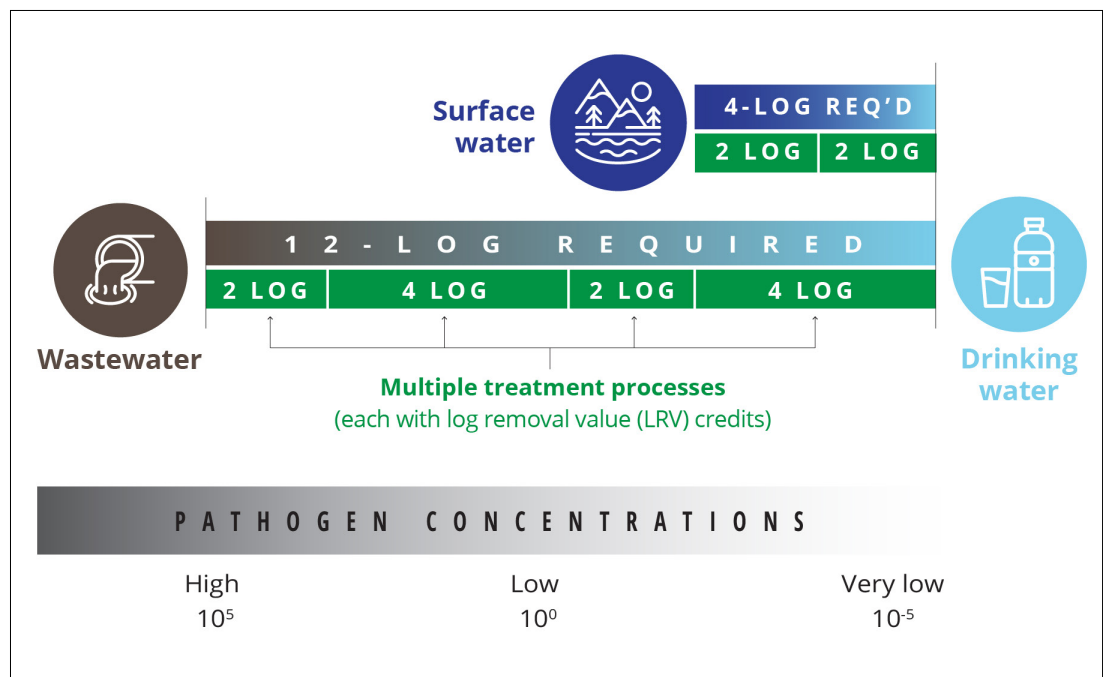 Surface
water
4-LOG REQ'D
2 LOG
2 LOG
12-LOG REQUIRED
2 LOG
4 LOG
2 LOG
4 LOG
Wastewater
Drinking
water
Multiple treatment processes
(each with log removal value (LRV) credits)
PATHOGEN CONCENTRATIONS
High
10⁵
Low
10⁰
Very low
10⁻⁵